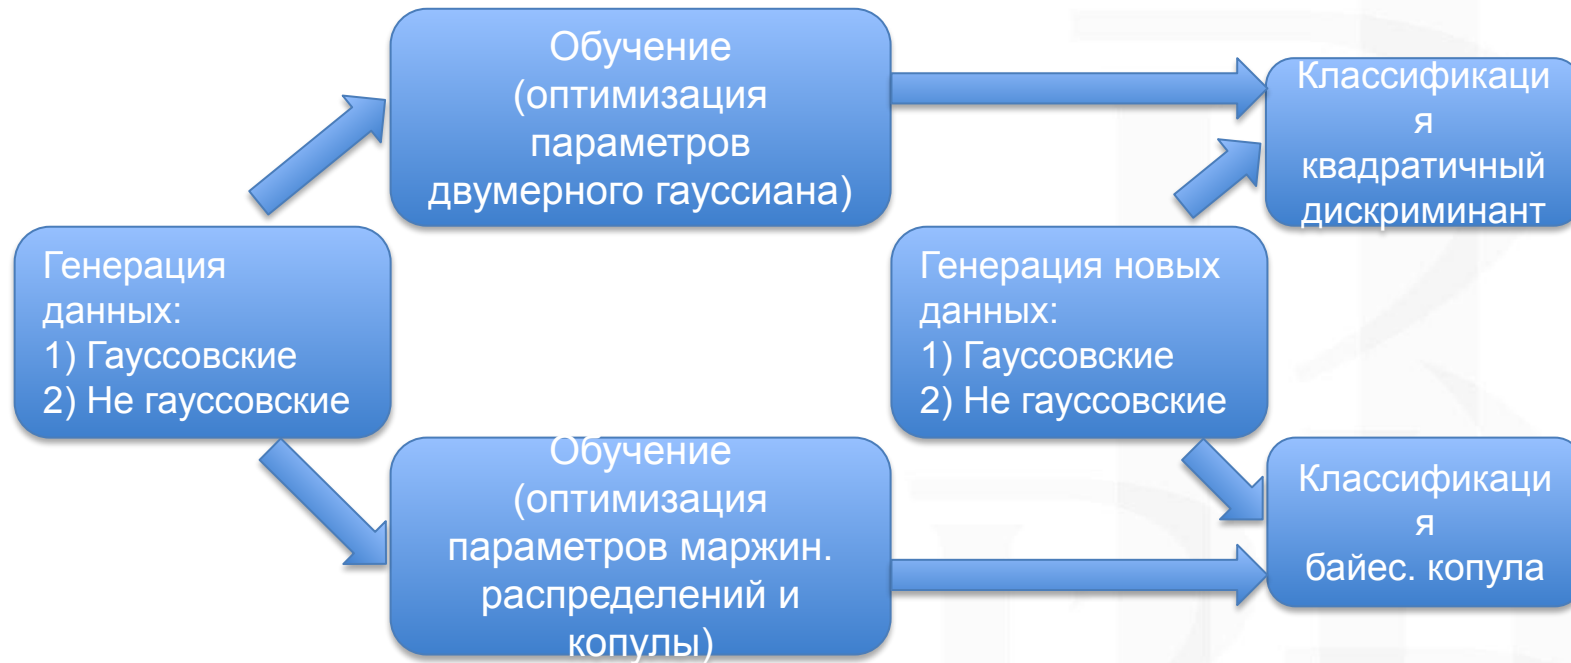 Обучение
(оптимизация
параметров
двумерного гауссиана)
Классификаци
я
квадратичный
дискриминант
Генерация
данных:
1) Гауссовские
2) Не гауссовские
Генерация новых
данных:
1) Гауссовские
2) Не гауссовские
Обучение
(оптимизация
параметров маржин.
распределений и
копулы)
Классификаци
я
байес. копула